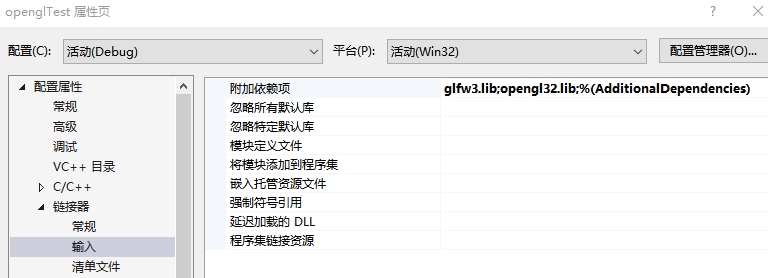 openglTest 属性页
配置(C): 活动(Debug) 平台(P): 活动(Win32) 配置管理器(O)...
配置属性
常规
高级
调试
VC++ 目录
C/C++
链接器
常规
输入
清单文件
附加依赖项 glfw3.lib;opengl32.lib;%(AdditionalDependencies)
忽略所有默认库
忽略特定默认库
模块定义文件
将模块添加到程序集
嵌入托管资源文件
强制符号引用
延迟加载的 DLL
程序集链接资源